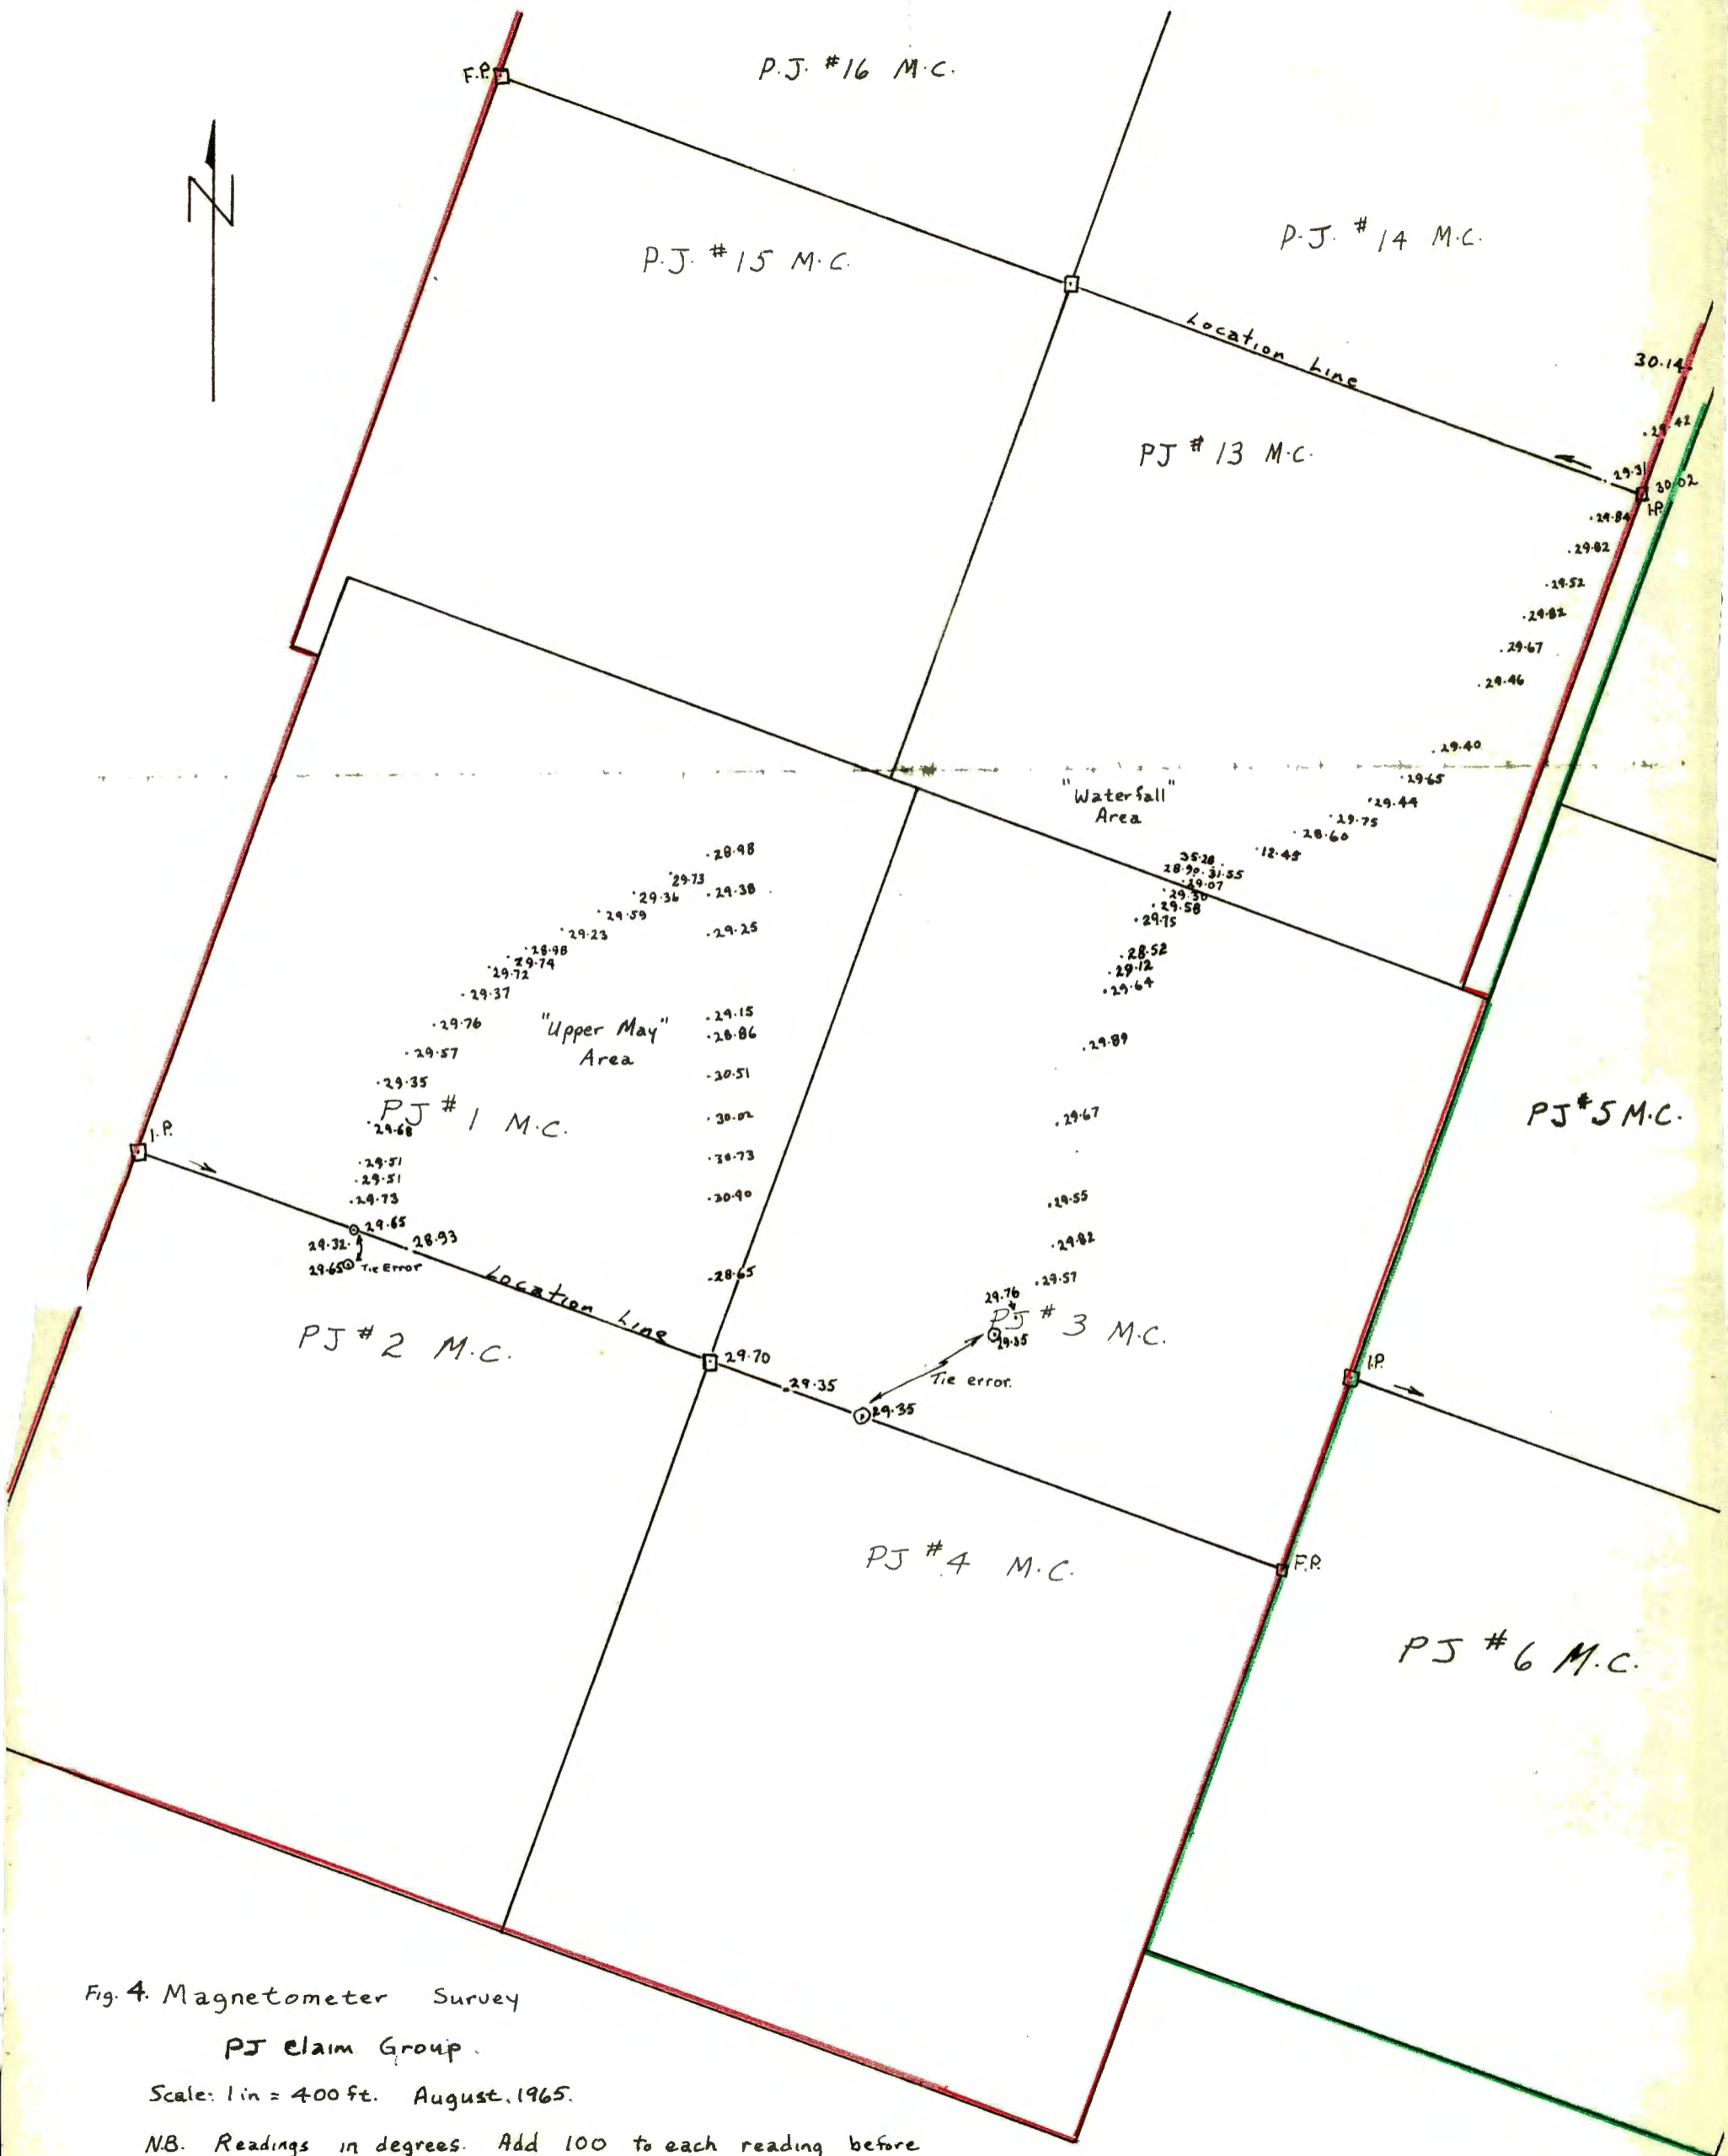 P.J. #16 M.C.
F.P.
N
P.J. #15 M.C.
P.J. #14 M.C.
Location Line
30.14
29.42
29.31
30.02
I.P.
PJ #13 M.C.
29.84
29.82
29.52
29.82
29.67
29.46
29.40
29.65
29.44
29.75
28.60
12.45
"Waterfall"
Area
35.28
28.90
31.55
29.07
29.30
29.58
29.75
28.52
29.12
29.64
29.89
29.67
29.55
29.82
29.57
29.76
28.98
29.73
29.38
29.36
29.59
29.25
29.23
28.98
29.74
29.72
29.37
29.76
"Upper May"
Area
29.15
28.86
29.57
30.51
29.35
PJ #1 M.C.
29.68
30.02
30.73
29.51
29.51
29.73
30.90
I.P.
29.65
28.93
29.32
29.65 Tie Error
28.65
Location Line
PJ #2 M.C.
29.70
29.35
29.35
PJ #3 M.C.
29.35
Tie error.
PJ #5 M.C.
I.P.
PJ #4 M.C.
F.P.
PJ #6 M.C.
Fig. 4. Magnetometer Survey
PJ Claim Group.
Scale: 1 in = 400 ft. August, 1965.
N.B. Readings in degrees. Add 100 to each reading before